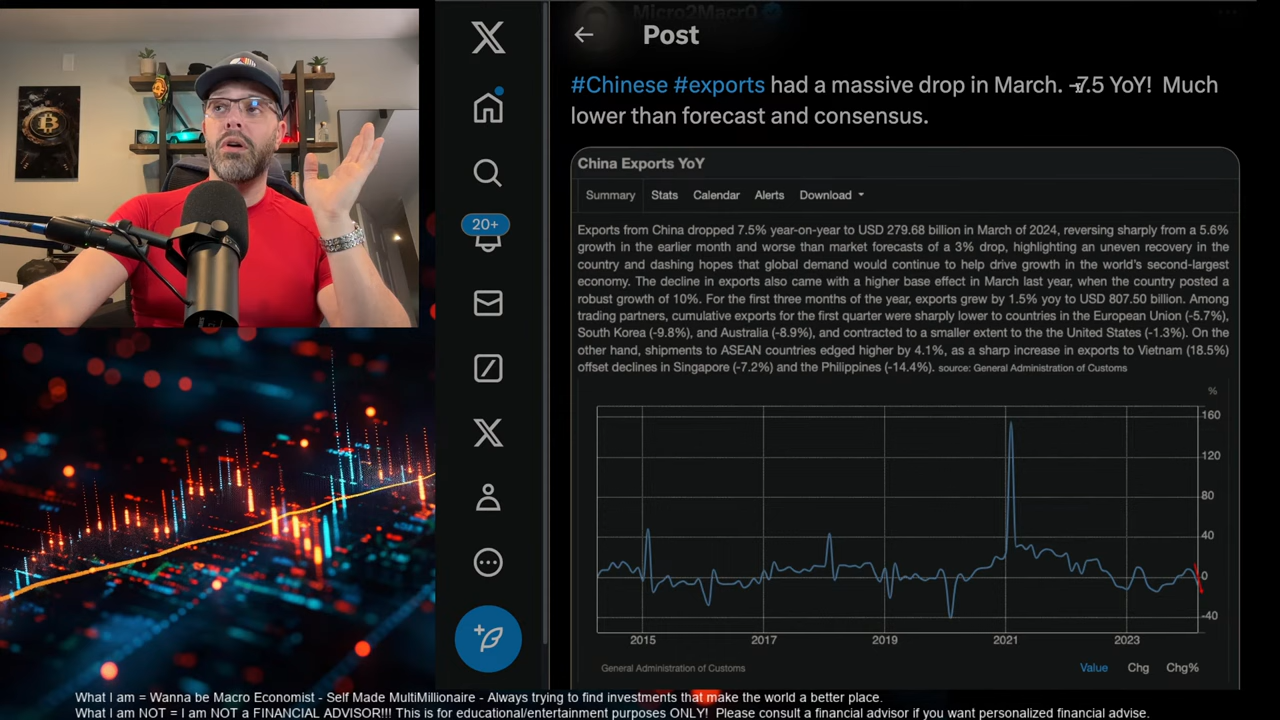 Micro2Macr0
Post
#Chinese #exports had a massive drop in March. -7.5 YoY! Much
lower than forecast and consensus.
20+
China Exports YoY
Summary Stats Calendar Alerts Download
Exports from China dropped 7.5% year-on-year to USD 279.68 billion in March of 2024, reversing sharply from a 5.6%
growth in the earlier month and worse than market forecasts of a 3% drop, highlighting an uneven recovery in the
country and dashing hopes that global demand would continue to help drive growth in the world's second-largest
economy. The decline in exports also came with a higher base effect in March last year, when the country posted a
robust growth of 10%. For the first three months of the year, exports grew by 1.5% yoy to USD 807.50 billion. Among
trading partners, cumulative exports for the first quarter were sharply lower to countries in the European Union (-5.7%),
South Korea (-9.8%), and Australia (-8.9%), and contracted to a smaller extent to the the United States (-1.3%). On the
other hand, shipments to ASEAN countries edged higher by 4.1%, as a sharp increase in exports to Vietnam (18.5%)
offset declines in Singapore (-7.2%) and the Philippines (-14.4%). source: General Administration of Customs
%
160
120
80
40
0
-40
2015 2017 2019 2021 2023
General Administration of Customs Value Chg Chg%
What I am = Wanna be Macro Economist - Self Made MultiMillionaire - Always trying to find investments that make the world a better place.
What I am NOT = I am NOT a FINANCIAL ADVISOR!!! This is for educational/entertainment purposes ONLY! Please consult a financial advisor if you want personalized financial advise.